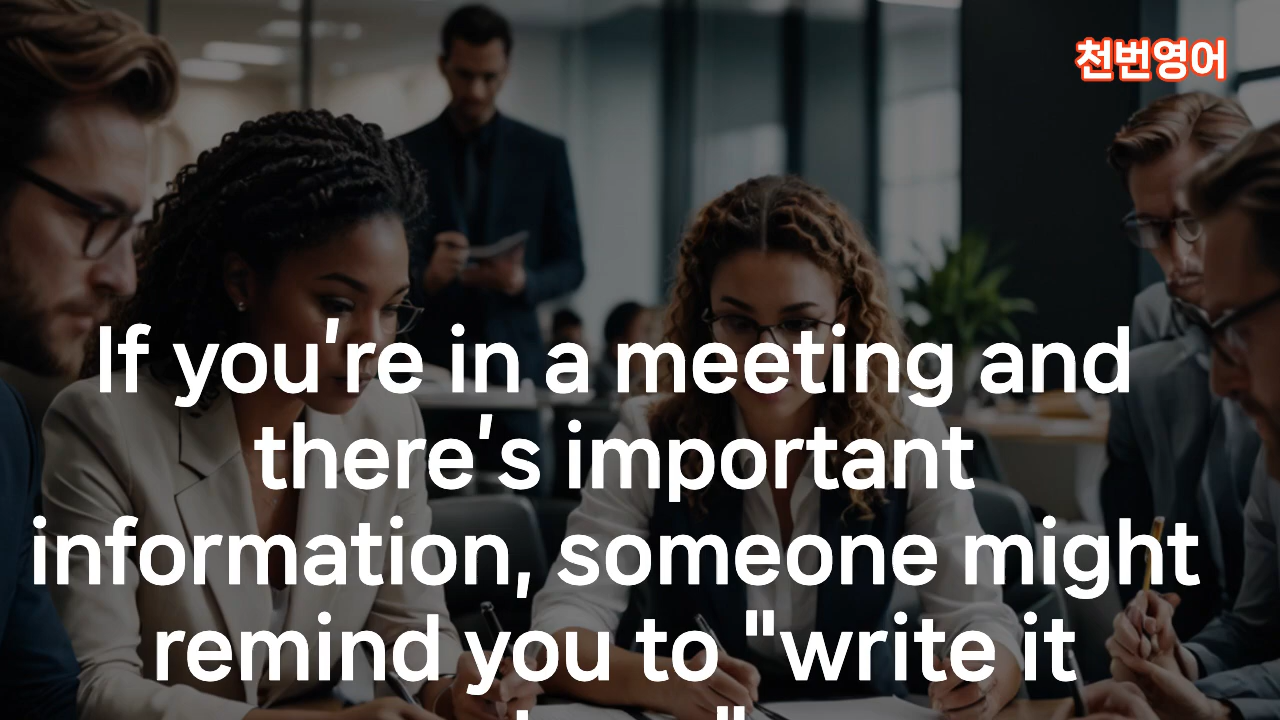 천번영어
If you're in a meeting and
there's important
information, someone might
remind you to "write it